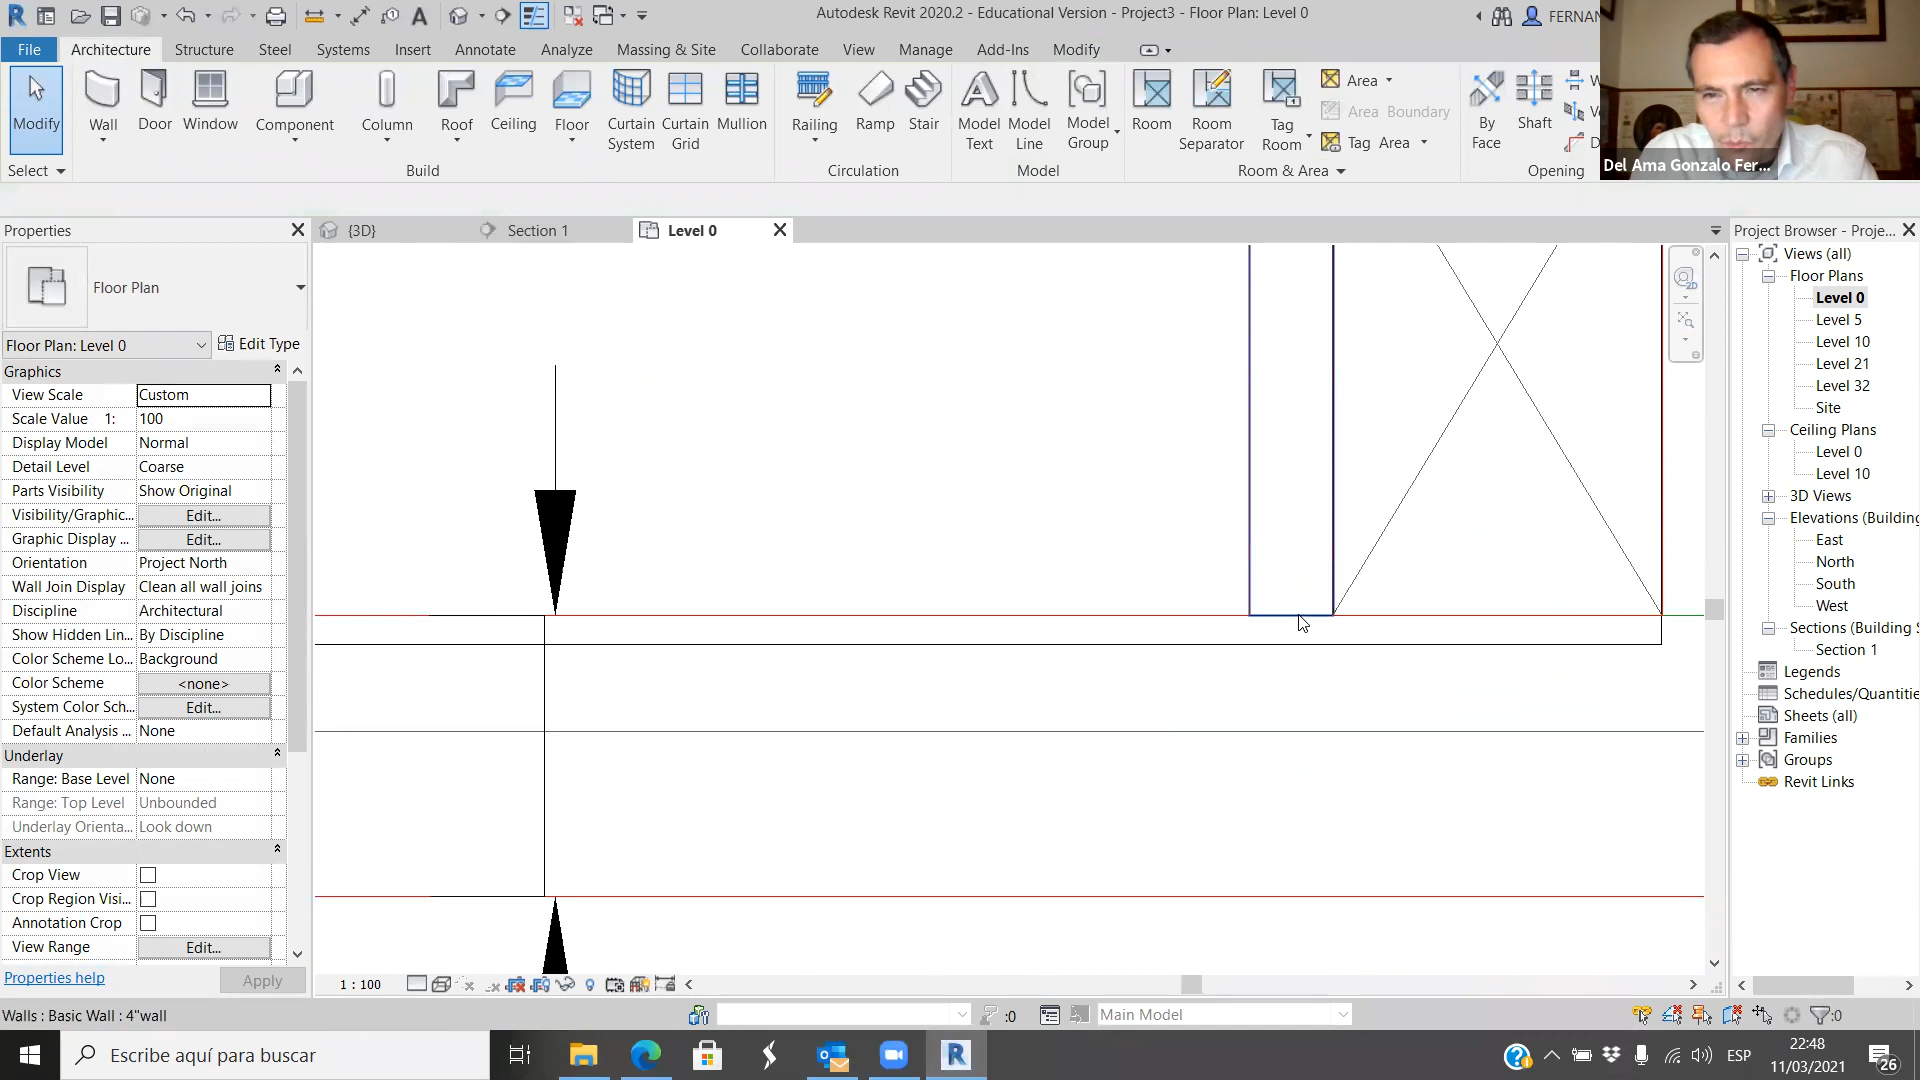 Autodesk Revit 2020.2 - Educational Version - Project3 - Floor Plan: Level 0
FERNAN
File Architecture Structure Steel Systems Insert Annotate Analyze Massing & Site Collaborate View Manage Add-Ins Modify
Modify
Wall
Door
Window
Component
Column
Roof
Ceiling
Floor
Curtain System
Curtain Grid
Mullion
Railing
Ramp
Stair
Model Text
Model Line
Model Group
Room
Room Separator
Tag Room
Area
Area Boundary
Tag Area
By Face
Shaft
Select
Build
Circulation
Model
Room & Area
Opening
Del Ama Gonzalo Fer...
Properties
{3D}
Section 1
Level 0
Project Browser - Proje...
Floor Plan
Floor Plan: Level 0
Edit Type
Graphics
View Scale Custom
Scale Value 1: 100
Display Model Normal
Detail Level Coarse
Parts Visibility Show Original
Visibility/Graphic... Edit...
Graphic Display ... Edit...
Orientation Project North
Wall Join Display Clean all wall joins
Discipline Architectural
Show Hidden Lin... By Discipline
Color Scheme Lo... Background
Color Scheme <none>
System Color Sch... Edit...
Default Analysis ... None
Underlay
Range: Base Level None
Range: Top Level Unbounded
Underlay Orienta... Look down
Extents
Crop View
Crop Region Visi...
Annotation Crop
View Range Edit...
Properties help
Apply
Views (all)
Floor Plans
Level 0
Level 5
Level 10
Level 21
Level 32
Site
Ceiling Plans
Level 0
Level 10
3D Views
Elevations (Building
East
North
South
West
Sections (Building
Section 1
Legends
Schedules/Quantitie
Sheets (all)
Families
Groups
Revit Links
2D
1 : 100
Walls : Basic Wall : 4"wall
:0
Main Model
:0
Escribe aquí para buscar
ESP
22:48
11/03/2021
26